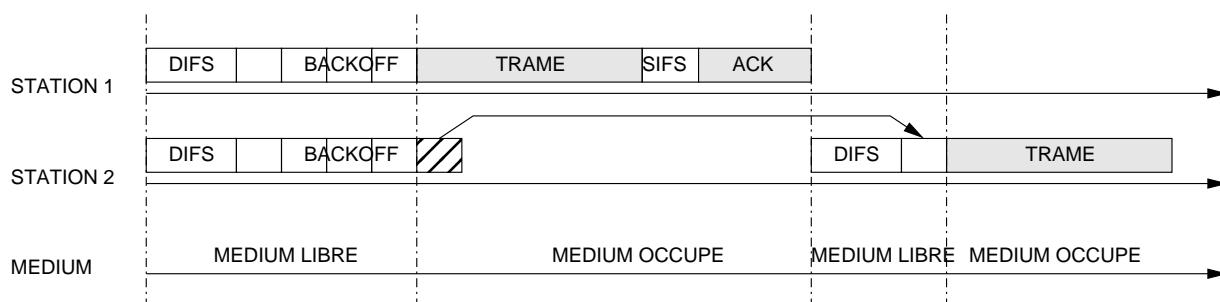 DIFS BACKOFF TRAME SIFS ACK
STATION 1
DIFS BACKOFF DIFS TRAME
STATION 2
MEDIUM LIBRE MEDIUM OCCUPE MEDIUM LIBRE MEDIUM OCCUPE
MEDIUM